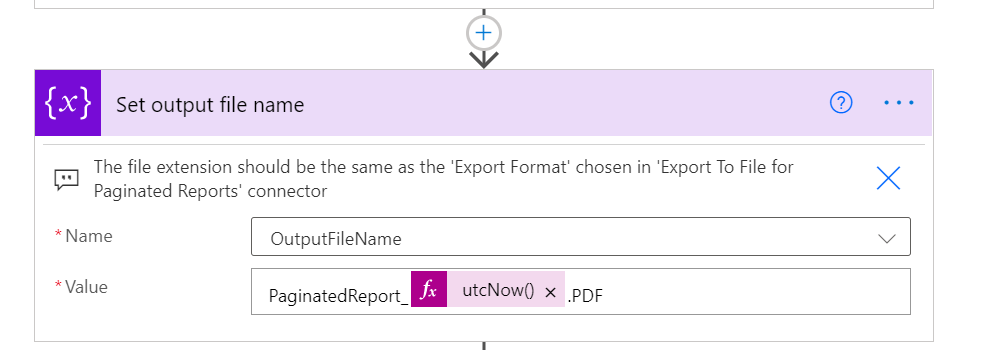 {x} Set output file name ? ...
The file extension should be the same as the 'Export Format' chosen in 'Export To File for
Paginated Reports' connector
* Name OutputFileName
* Value PaginatedReport_ fx utcNow() × .PDF